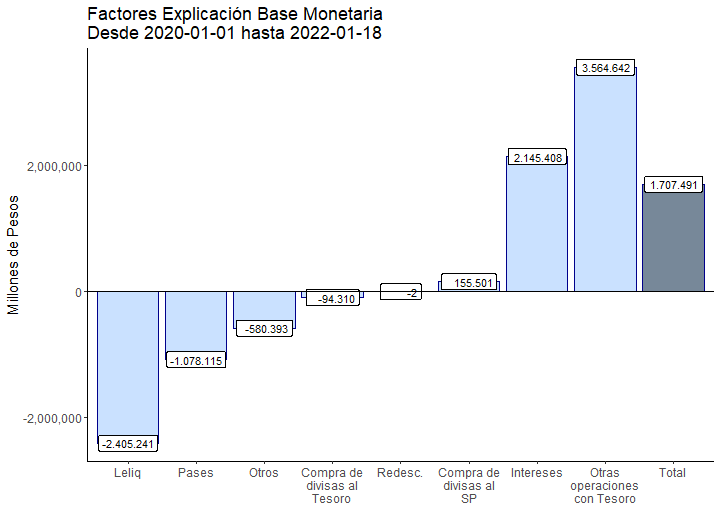 Factores Explicación Base Monetaria
Desde 2020-01-01 hasta 2022-01-18
Millones de Pesos
2,000,000
0
-2,000,000
-2.405.241
-1.078.115
-580.393
-94.310
-2
155.501
2.145.408
3.564.642
1.707.491
Leliq
Pases
Otros
Compra de
divisas al
Tesoro
Redesc.
Compra de
divisas al
SP
Intereses
Otras
operaciones
con Tesoro
Total